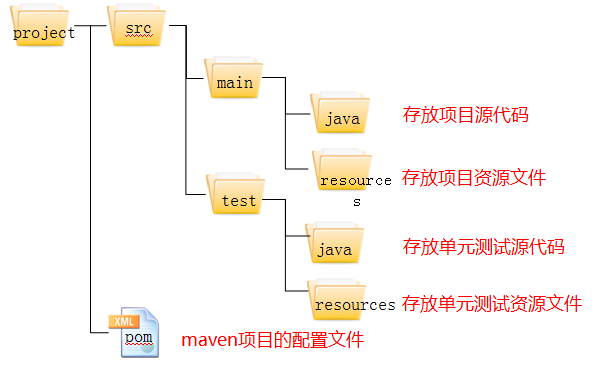 project
src
main
java
存放项目源代码
resources
存放项目资源文件
test
java
存放单元测试源代码
resources
存放单元测试资源文件
XML
pom
maven项目的配置文件